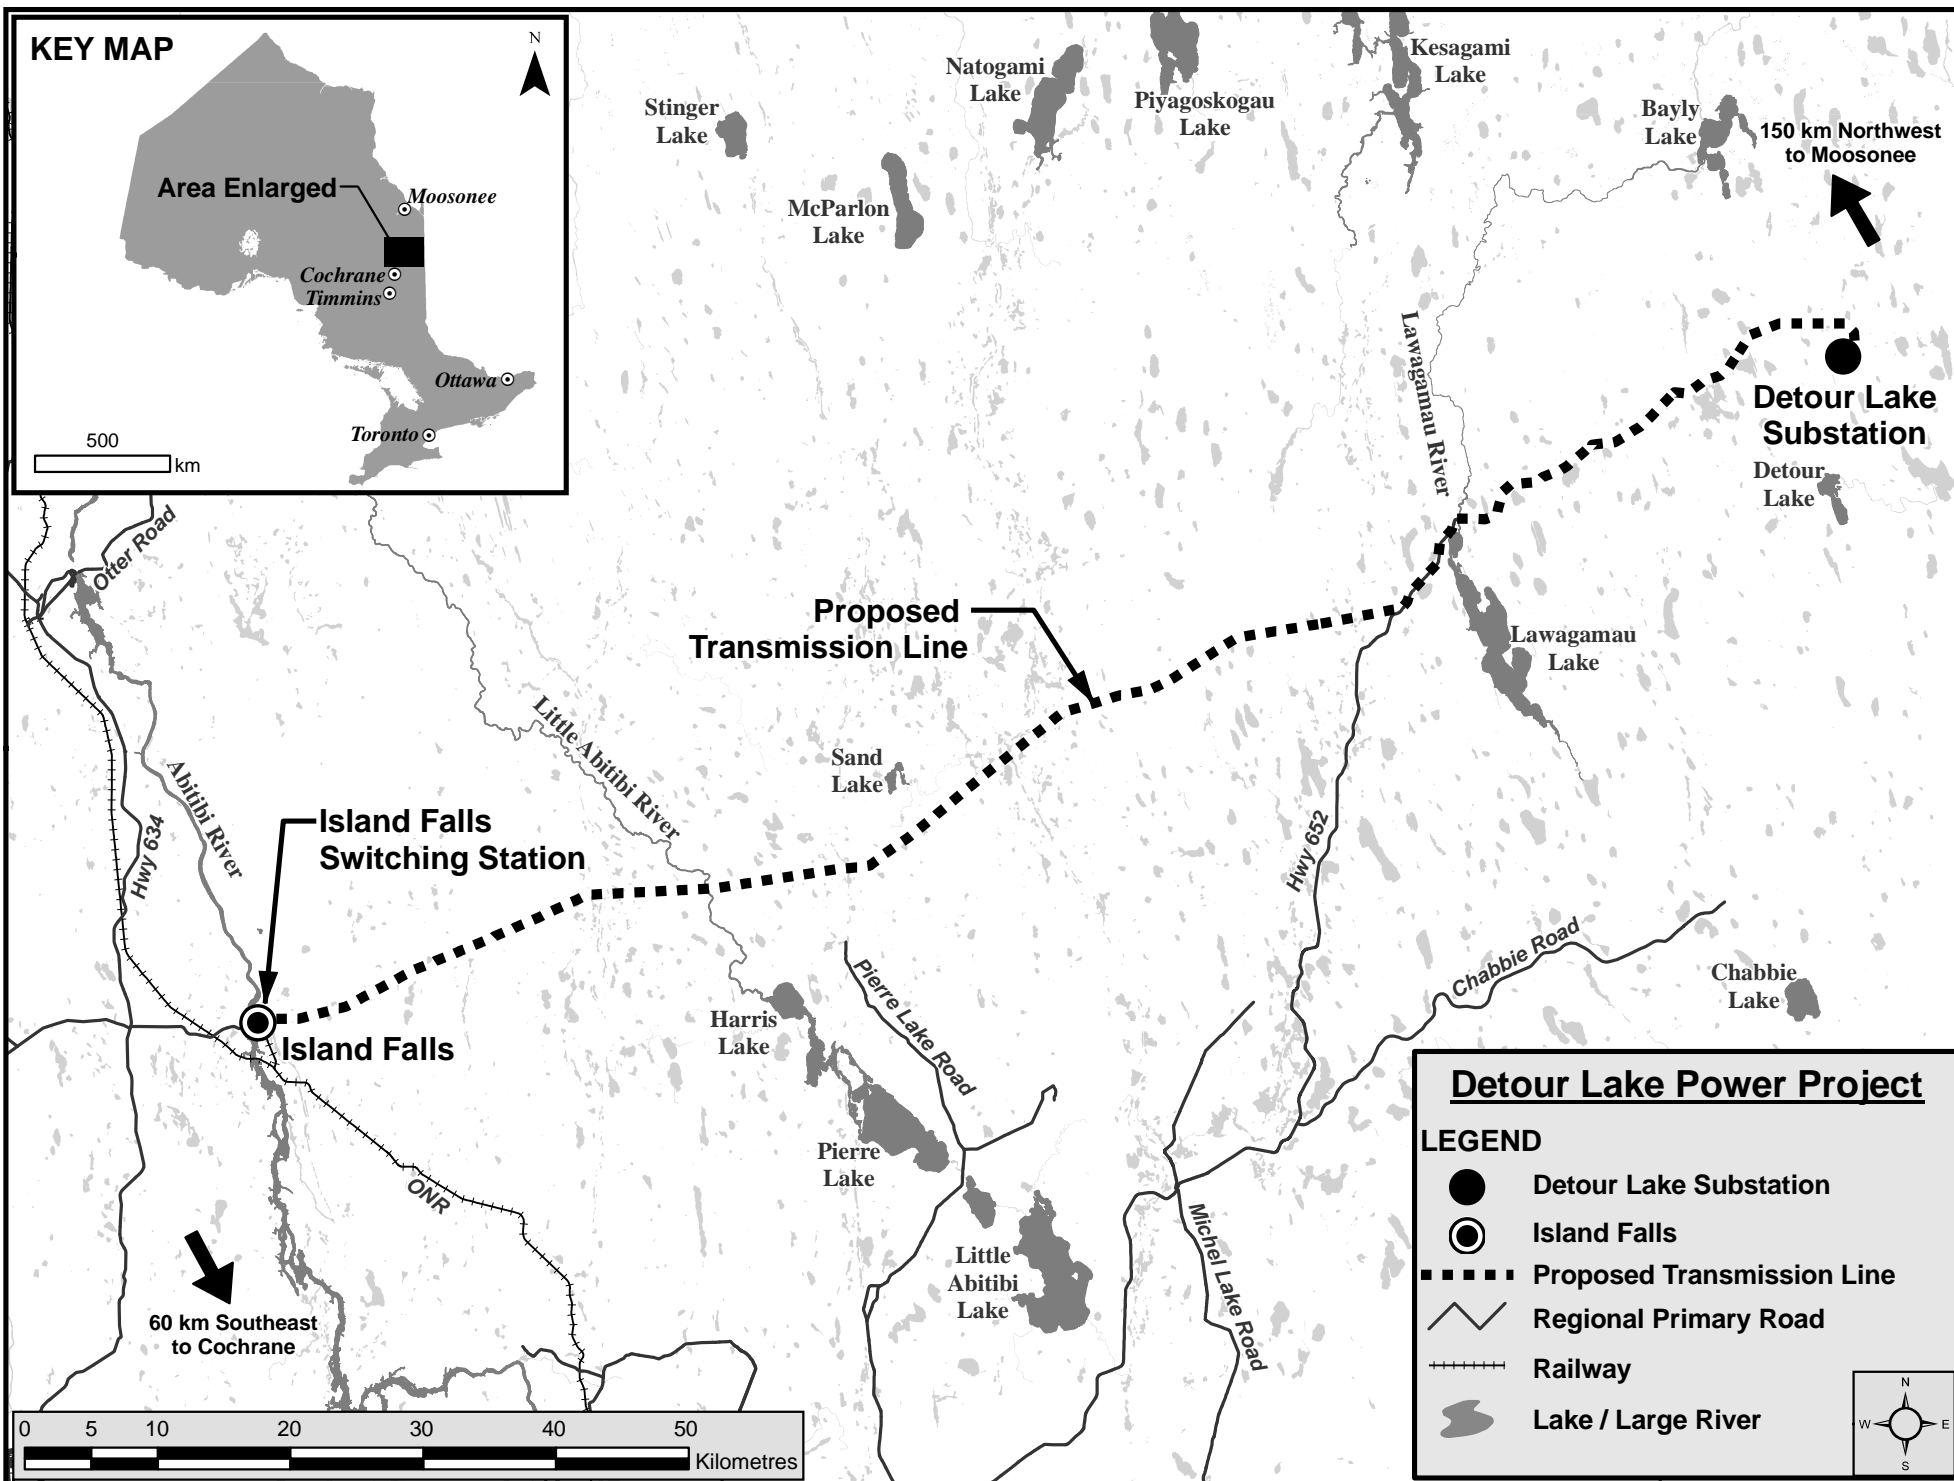 KEY MAP
N
Area Enlarged
Moosonee
Cochrane
Timmins
Ottawa
Toronto
500
km
Stinger
Lake
Natogami
Lake
Piyagoskogau
Lake
Kesagami
Lake
Bayly
Lake
150 km Northwest
to Moosonee
McParlon
Lake
Lawagamau River
Detour Lake
Substation
Detour
Lake
Otter Road
Proposed
Transmission Line
Lawagamau
Lake
Little Abitibi River
Sand
Lake
Abitibi River
Hwy 634
Island Falls
Switching Station
Hwy 652
Chabbie Road
Chabbie
Lake
Pierre Lake Road
Harris
Lake
Island Falls
Pierre
Lake
ONR
Little
Abitibi
Lake
Michel Lake Road
60 km Southeast
to Cochrane
0 5 10 20 30 40 50
Kilometres
Detour Lake Power Project
LEGEND
Detour Lake Substation
Island Falls
Proposed Transmission Line
Regional Primary Road
Railway
Lake / Large River
N
W E
S